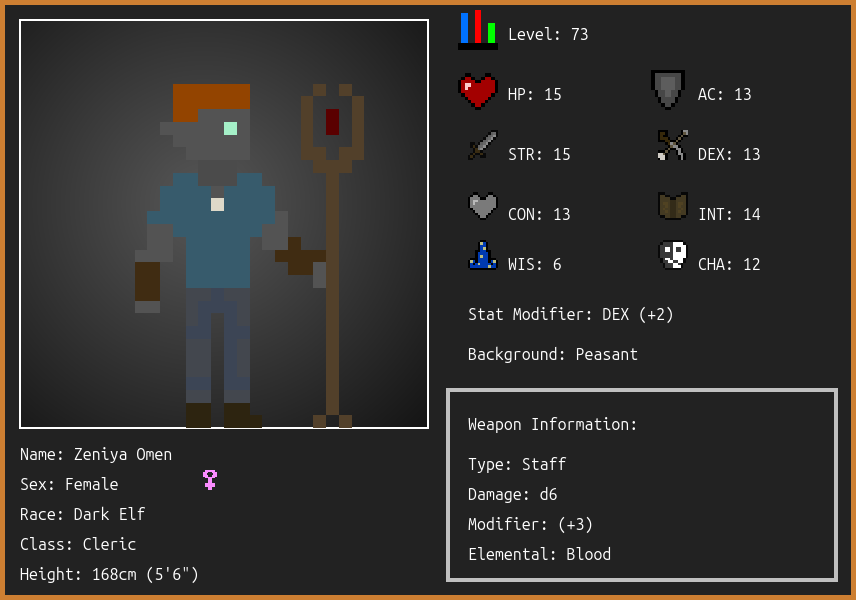 Level: 73
HP: 15
AC: 13
STR: 15
DEX: 13
CON: 13
INT: 14
WIS: 6
CHA: 12
Stat Modifier: DEX (+2)
Background: Peasant
Weapon Information:
Type: Staff
Damage: d6
Modifier: (+3)
Elemental: Blood
Name: Zeniya Omen
Sex: Female
Race: Dark Elf
Class: Cleric
Height: 168cm (5'6")